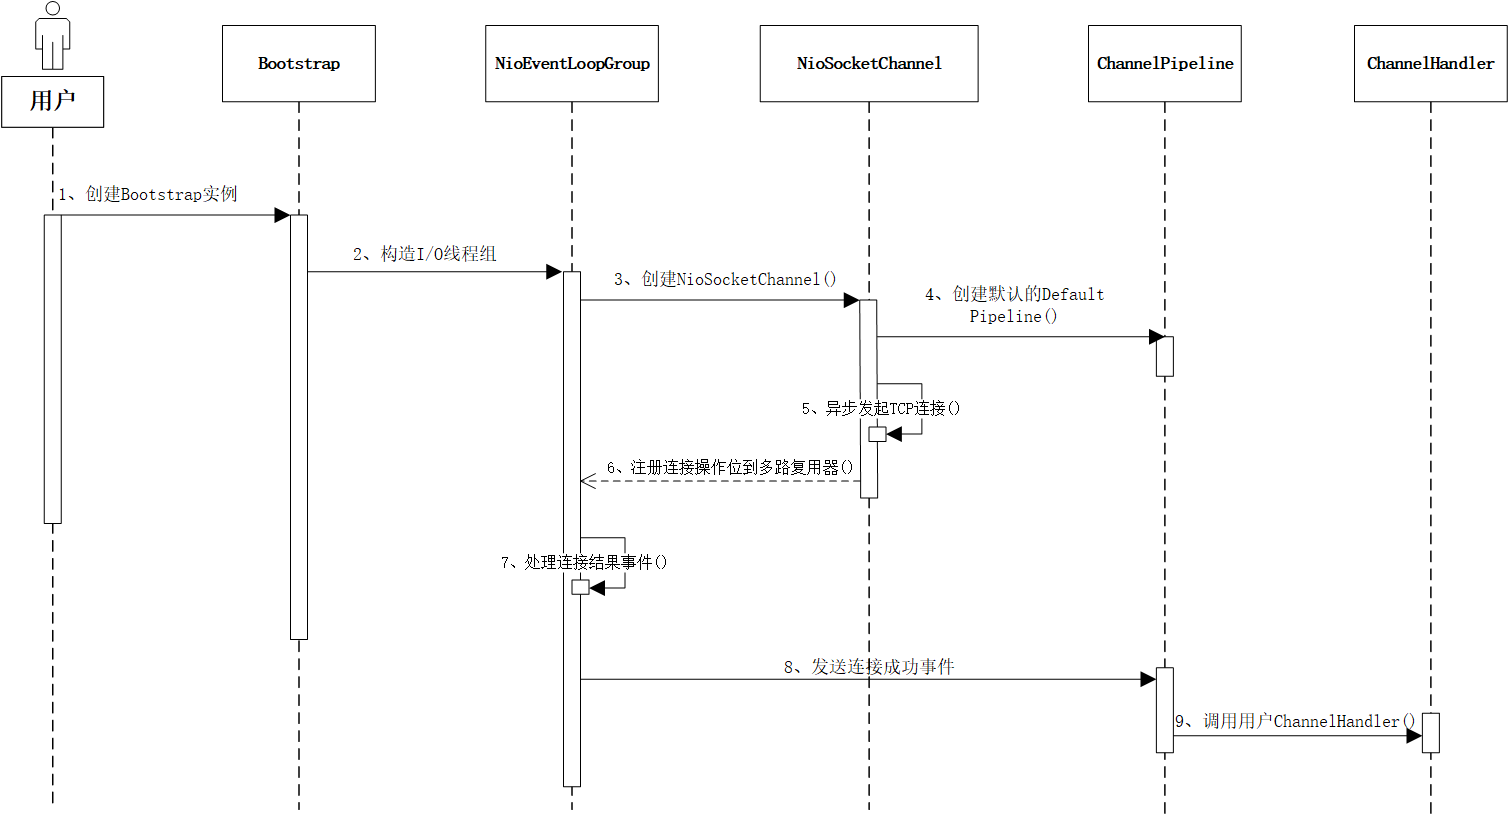 用户
Bootstrap
NioEventLoopGroup
NioSocketChannel
ChannelPipeline
ChannelHandler
1、创建Bootstrap实例
2、构造I/O线程组
3、创建NioSocketChannel()
4、创建默认的Default
Pipeline()
5、异步发起TCP连接()
6、注册连接操作位到多路复用器()
7、处理连接结果事件()
8、发送连接成功事件
9、调用用户ChannelHandler()